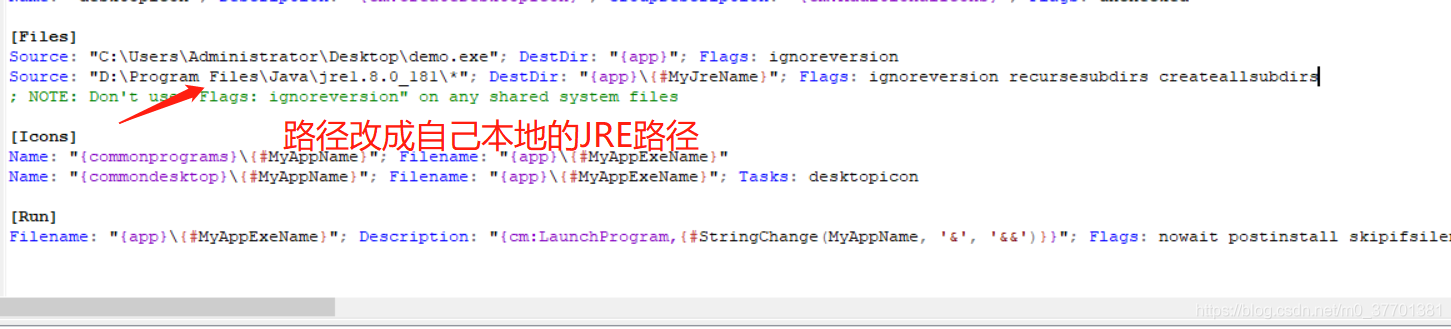 [Files]
Source: "C:\Users\Administrator\Desktop\demo.exe"; DestDir: "{app}"; Flags: ignoreversion
Source: "D:\Program Files\Java\jre1.8.0_181\*"; DestDir: "{app}\{#MyJreName}"; Flags: ignoreversion recursesubdirs createallsubdirs
; NOTE: Don't use "Flags: ignoreversion" on any shared system files
路径改成自己本地的JRE路径
[Icons]
Name: "{commonprograms}\{#MyAppName}"; Filename: "{app}\{#MyAppExeName}"
Name: "{commondesktop}\{#MyAppName}"; Filename: "{app}\{#MyAppExeName}"; Tasks: desktopicon
[Run]
Filename: "{app}\{#MyAppExeName}"; Description: "{cm:LaunchProgram,{#StringChange(MyAppName, '&', '&&')}}"; Flags: nowait postinstall skipifsilen
https://blog.csdn.net/m0_37701381